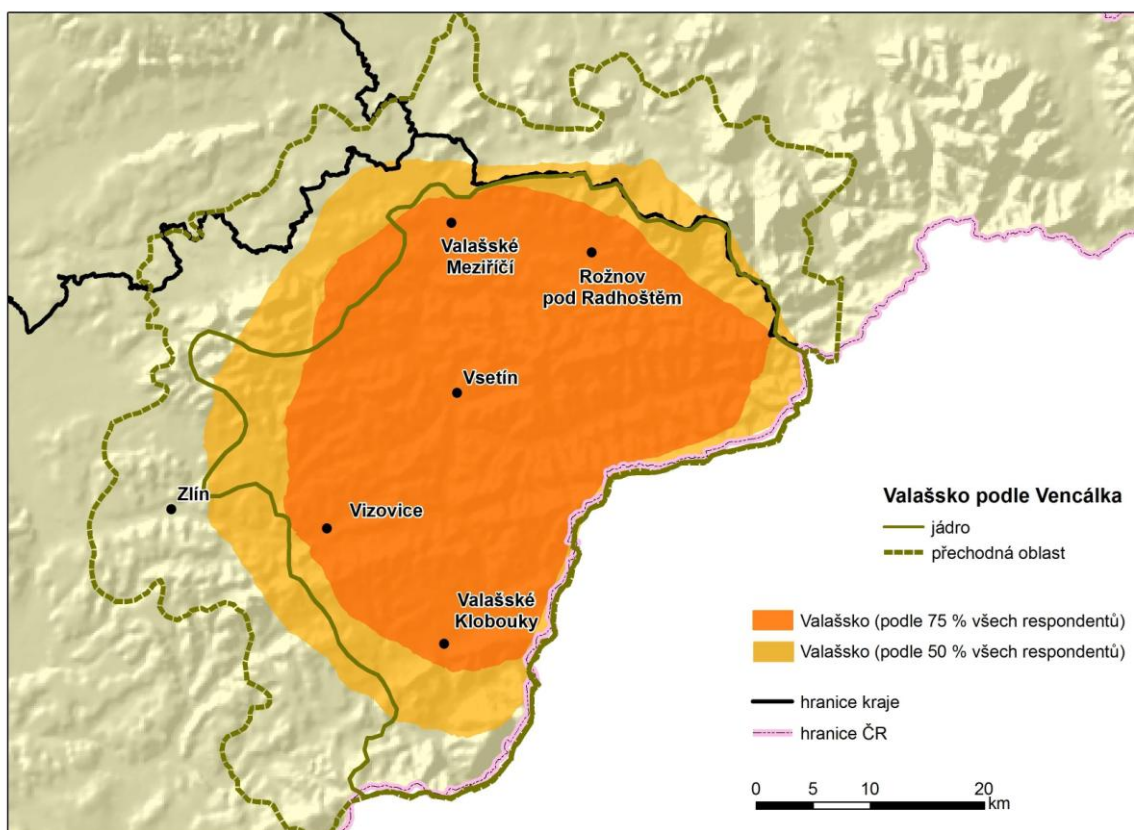 Valašské
Meziříčí
Rožnov
pod Radhoštěm
Vsetín
Zlín
Vizovice
Valašské
Klobouky
Valašsko podle Vencálka
jádro
přechodná oblast
Valašsko (podle 75 % všech respondentů)
Valašsko (podle 50 % všech respondentů)
hranice kraje
hranice ČR
0 5 10 20
km